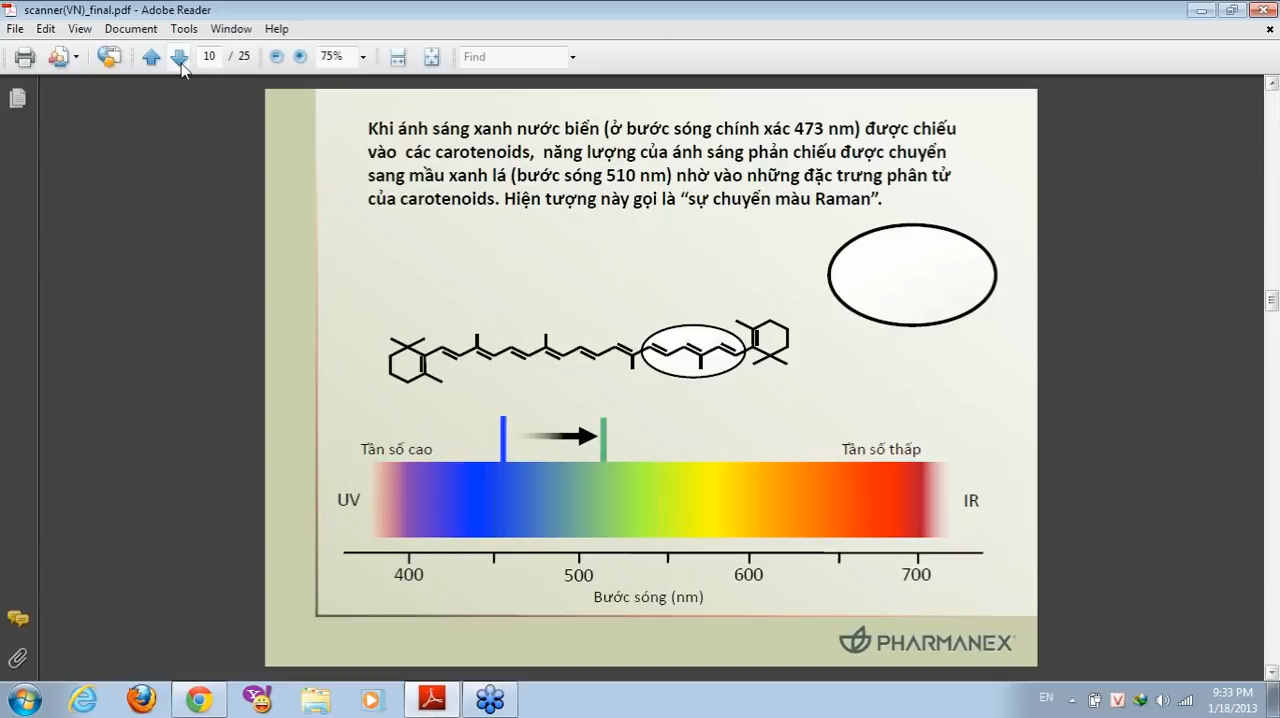 scanner(VN)_final.pdf - Adobe Reader
File Edit View Document Tools Window Help
10 / 25 75% Find
Khi ánh sáng xanh nước biển (ở bước sóng chính xác 473 nm) được chiếu
vào các carotenoids, năng lượng của ánh sáng phản chiếu được chuyển
sang mầu xanh lá (bước sóng 510 nm) nhờ vào những đặc trưng phân tử
của carotenoids. Hiện tượng này gọi là “sự chuyển màu Raman”.
Tần số cao Tần số thấp
UV IR
400 500 600 700
Bước sóng (nm)
PHARMANEX
EN 9:33 PM
1/18/2013